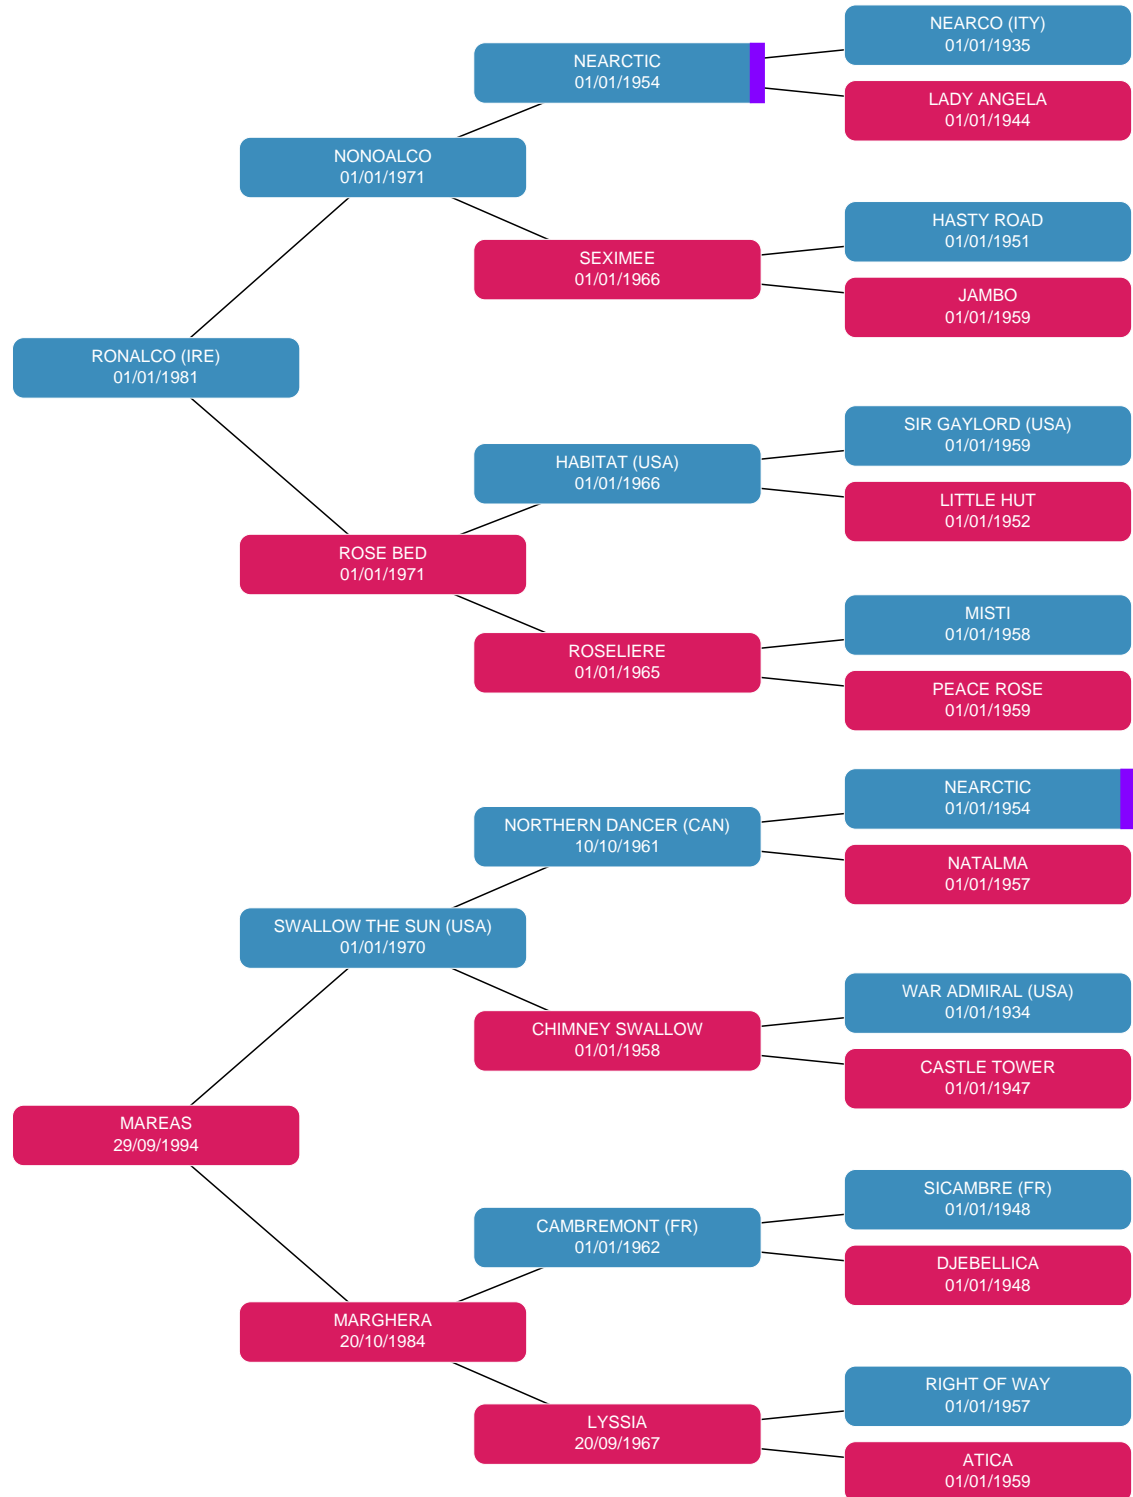 NEARCO (ITY)
01/01/1935
NEARCTIC
01/01/1954
LADY ANGELA
01/01/1944
NONOALCO
01/01/1971
HASTY ROAD
01/01/1951
SEXIMEE
01/01/1966
JAMBO
01/01/1959
RONALCO (IRE)
01/01/1981
SIR GAYLORD (USA)
01/01/1959
HABITAT (USA)
01/01/1966
LITTLE HUT
01/01/1952
ROSE BED
01/01/1971
MISTI
01/01/1958
ROSELIERE
01/01/1965
PEACE ROSE
01/01/1959
NEARCTIC
01/01/1954
NORTHERN DANCER (CAN)
10/10/1961
NATALMA
01/01/1957
SWALLOW THE SUN (USA)
01/01/1970
WAR ADMIRAL (USA)
01/01/1934
CHIMNEY SWALLOW
01/01/1958
CASTLE TOWER
01/01/1947
MAREAS
29/09/1994
SICAMBRE (FR)
01/01/1948
CAMBREMONT (FR)
01/01/1962
DJEBELLICA
01/01/1948
MARGHERA
20/10/1984
RIGHT OF WAY
01/01/1957
LYSSIA
20/09/1967
ATICA
01/01/1959